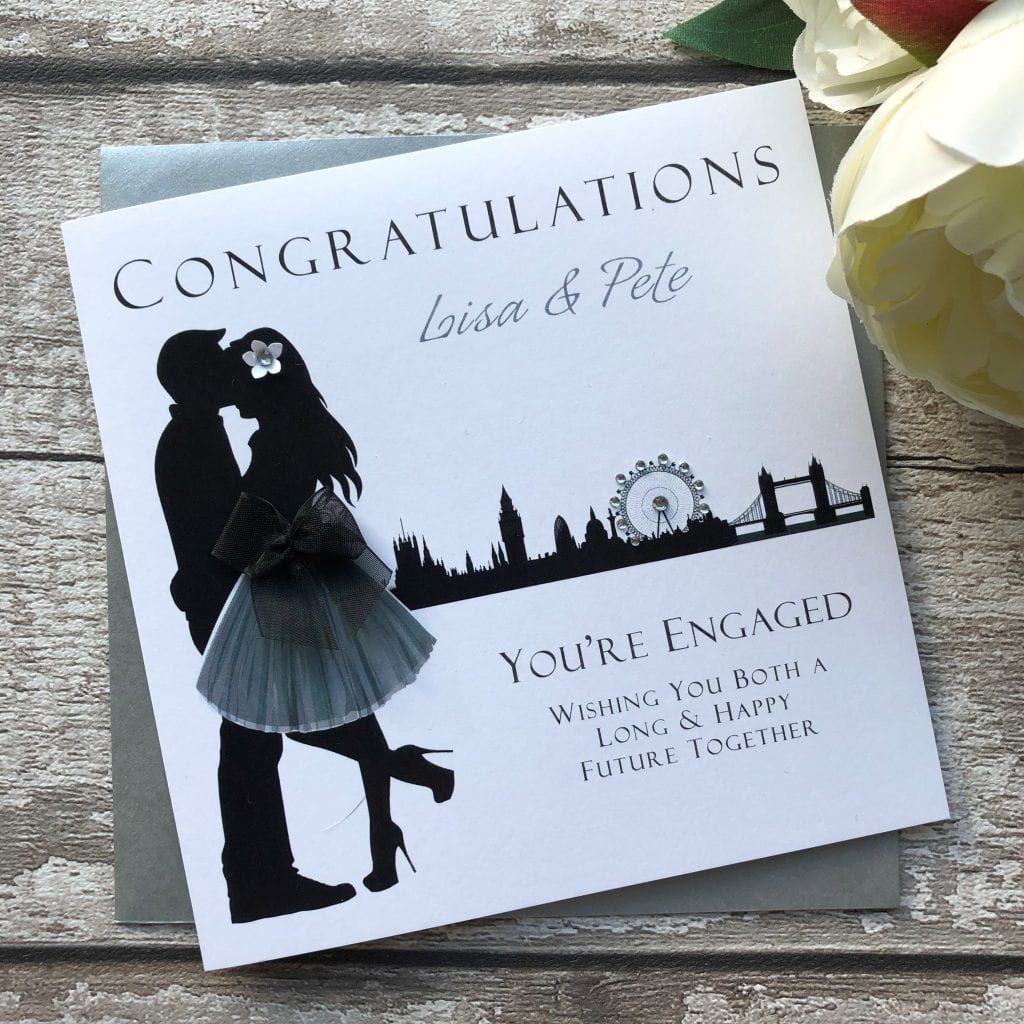 CONGRATULATIONS
Lisa & Pete
YOU'RE ENGAGED
WISHING YOU BOTH A
LONG & HAPPY
FUTURE TOGETHER